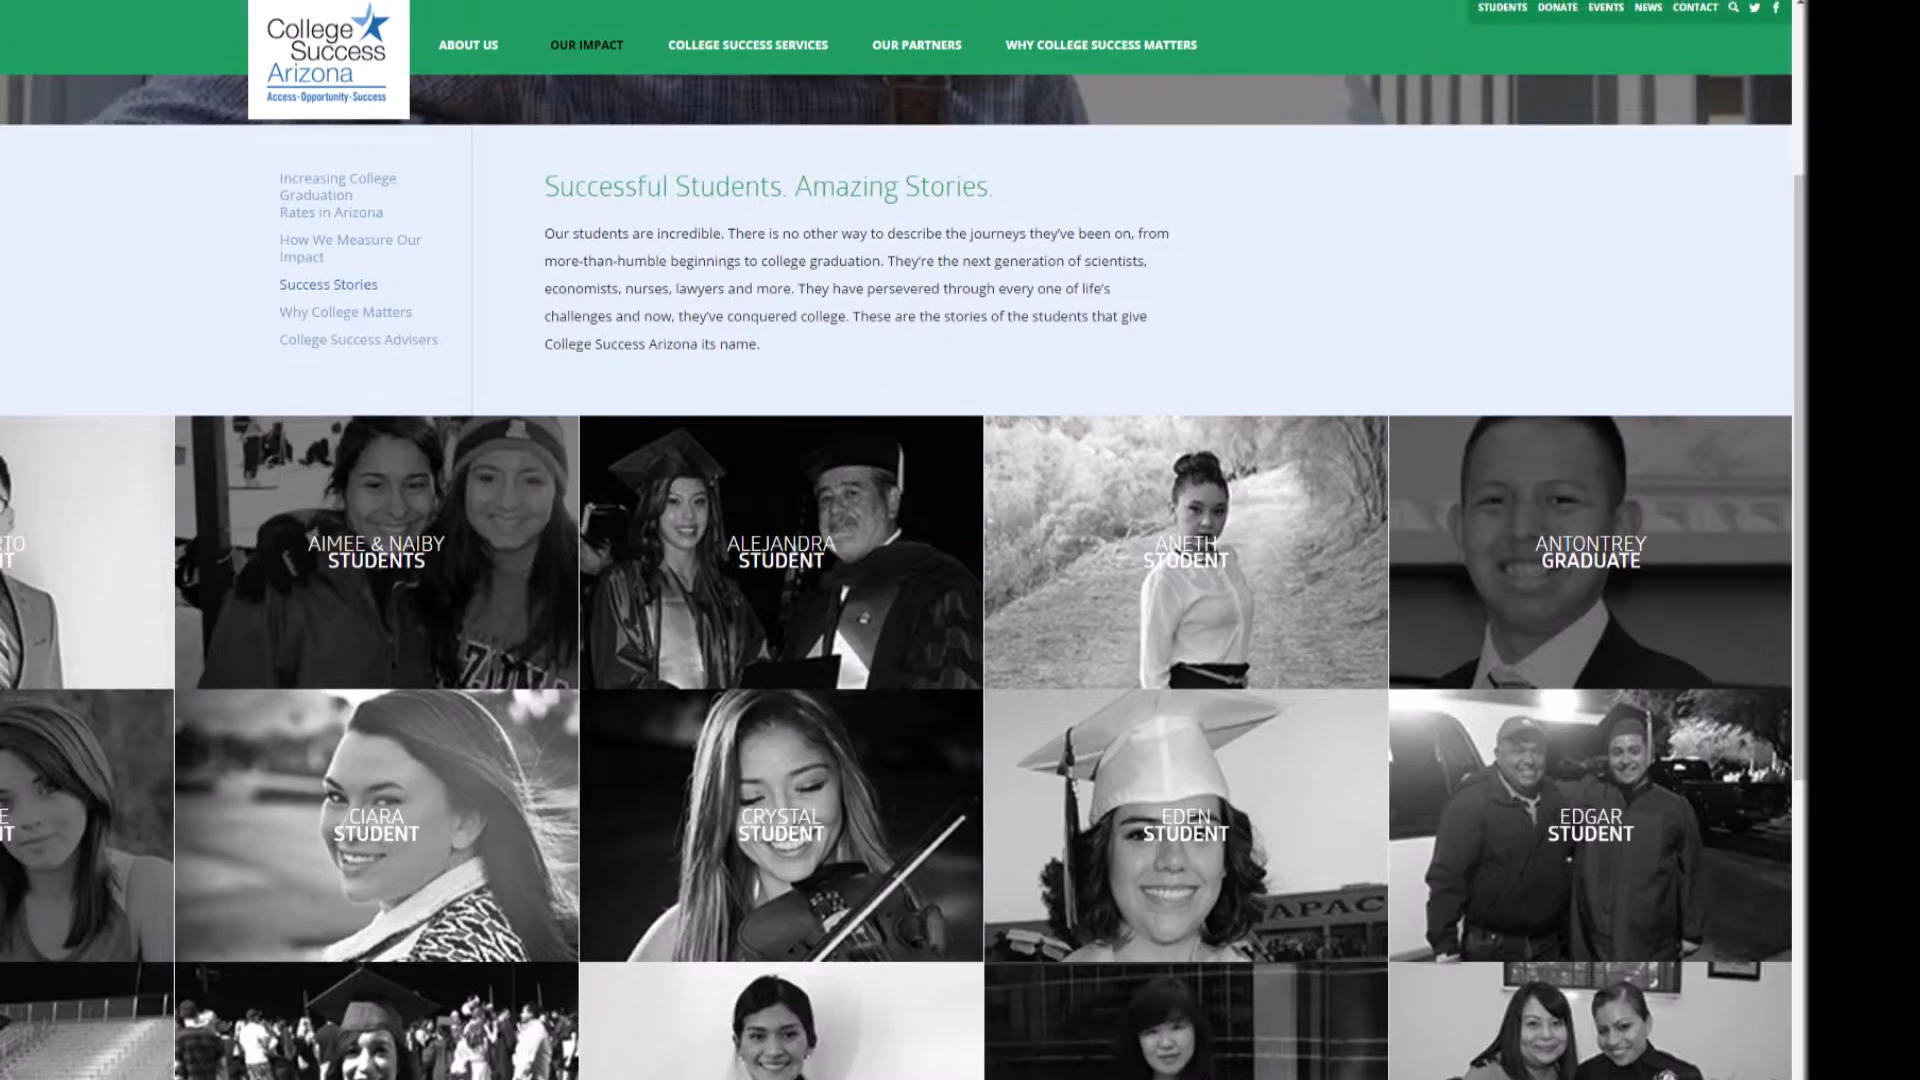 College
Success
Arizona
Access·Opportunity·Success
STUDENTS DONATE EVENTS NEWS CONTACT
ABOUT US OUR IMPACT COLLEGE SUCCESS SERVICES OUR PARTNERS WHY COLLEGE SUCCESS MATTERS
Increasing College
Graduation
Rates in Arizona
How We Measure Our
Impact
Success Stories
Why College Matters
College Success Advisers
Successful Students. Amazing Stories.
Our students are incredible. There is no other way to describe the journeys they've been on, from
more-than-humble beginnings to college graduation. They're the next generation of scientists,
economists, nurses, lawyers and more. They have persevered through every one of life's
challenges and now, they've conquered college. These are the stories of the students that give
College Success Arizona its name.
AIMEE & NAIBY
STUDENTS
ALEJANDRA
STUDENT
ANETH
STUDENT
ANTONTREY
GRADUATE
CIARA
STUDENT
CRYSTAL
STUDENT
EDEN
STUDENT
APAC
EDGAR
STUDENT